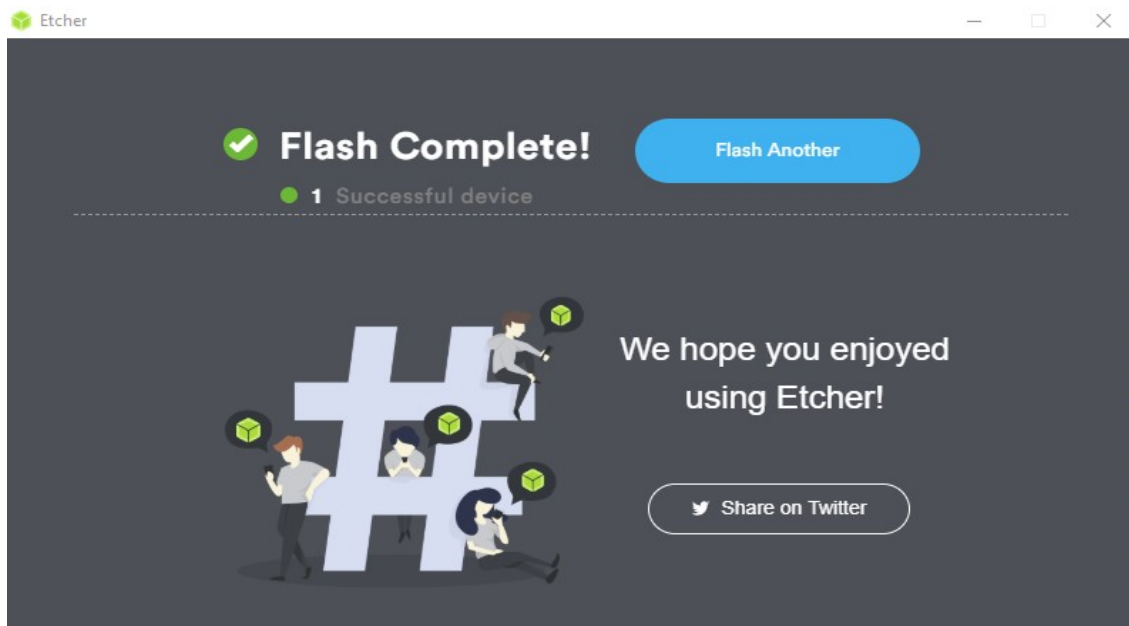 Etcher
Flash Complete!
Flash Another
1 Successful device
We hope you enjoyed
using Etcher!
Share on Twitter